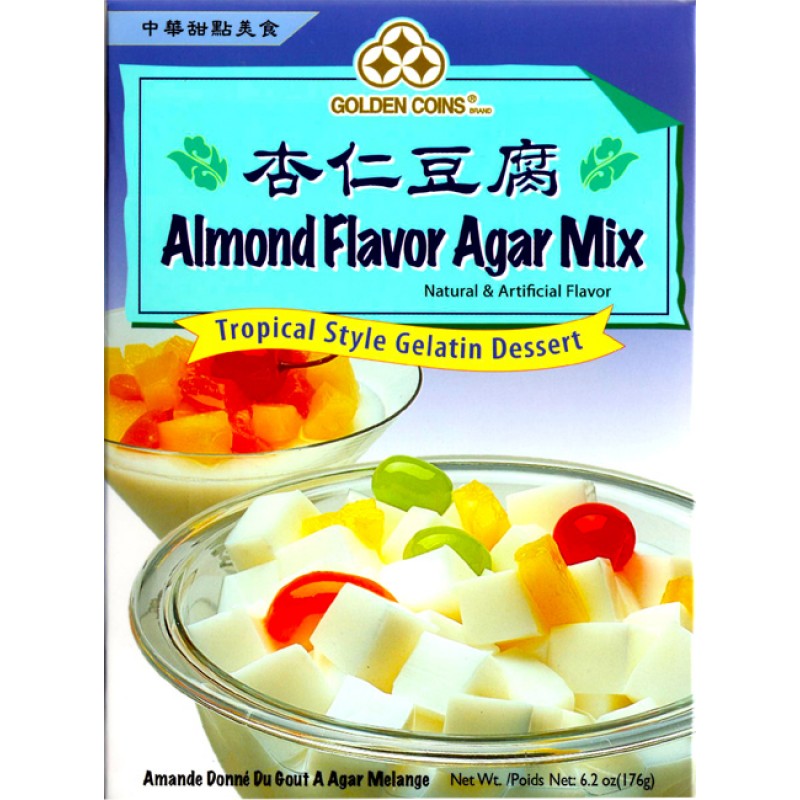 中華甜點美食
GOLDEN COINS® BRAND
杏仁豆腐
Almond Flavor Agar Mix
Natural & Artificial Flavor
Tropical Style Gelatin Dessert
Amande Donné Du Gout A Agar Melange Net Wt. /Poids Net: 6.2 oz(176g)